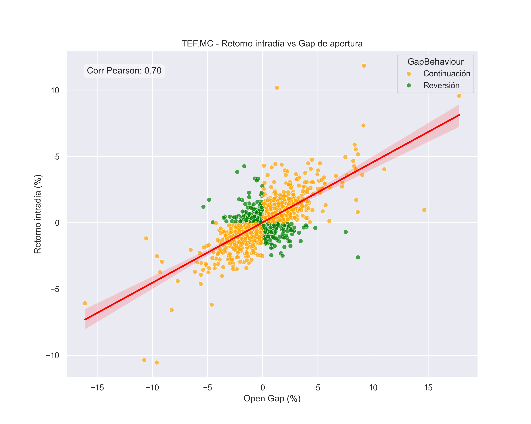 TEF.MC - Retorno intradía vs Gap de apertura
Corr Pearson: 0.70
GapBehaviour
Continuación
Reversión
10
5
0
−5
−10
Retorno intradía (%)
−15
−10
−5
0
5
10
15
Open Gap (%)